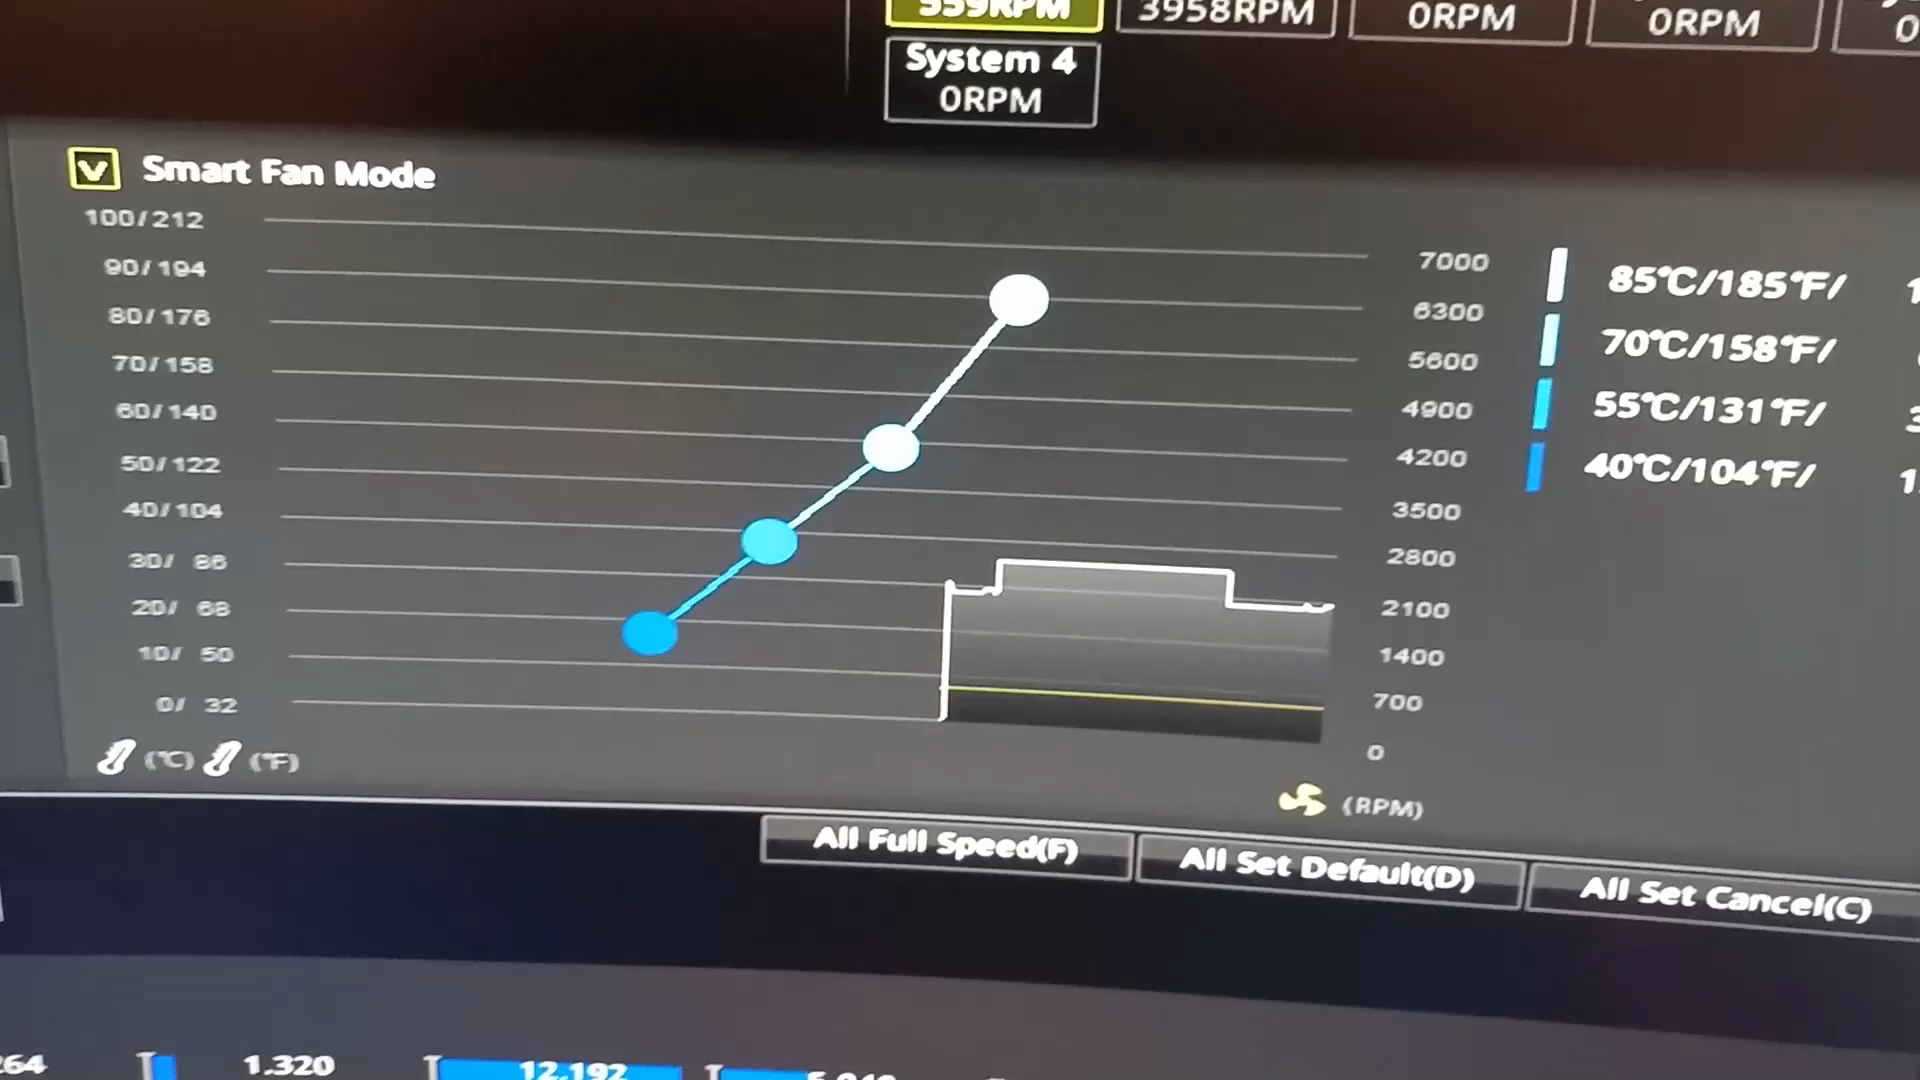 559RPM
3958RPM
0RPM
0RPM
0
System 4
0RPM
Smart Fan Mode
100/212
90/194
80/176
70/158
60/140
50/122
40/104
30/ 86
20/ 68
10/ 50
0/ 32
(℃) (℉)
7000
6300
5600
4900
4200
3500
2800
2100
1400
700
0
(RPM)
85℃/185℉/
70℃/158℉/
55℃/131℉/
40℃/104℉/
All Full Speed(F)
All Set Default(D)
All Set Cancel(C)
264
1.320
12.192